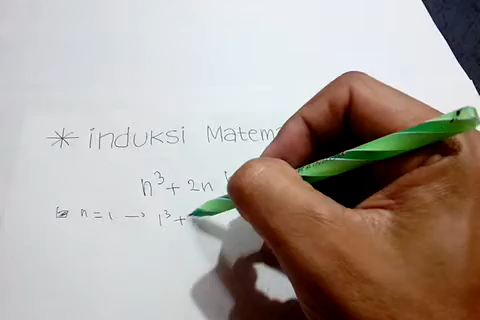 * induksi Matem
n³ + 2n
n = 1 → 1³ +